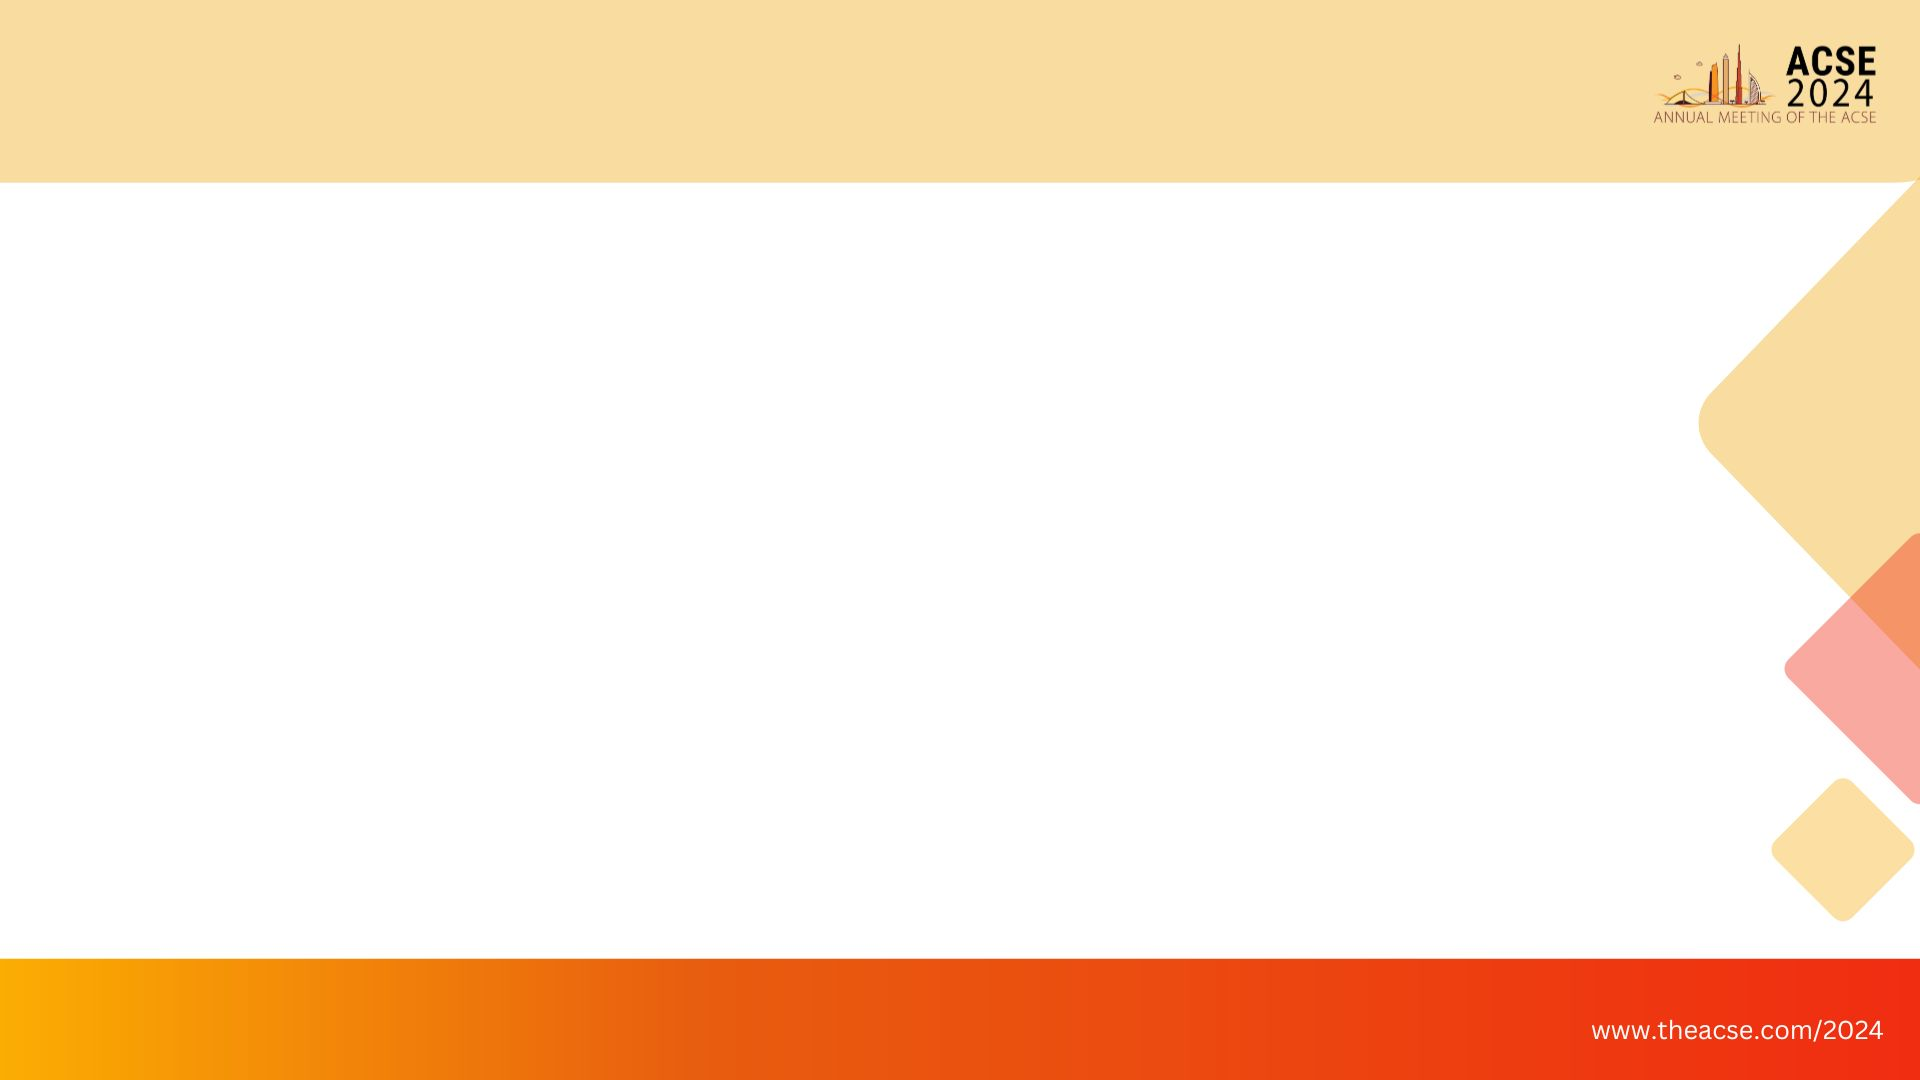 ACSE
2024
ANNUAL MEETING OF THE ACSE
www.theacse.com/2024